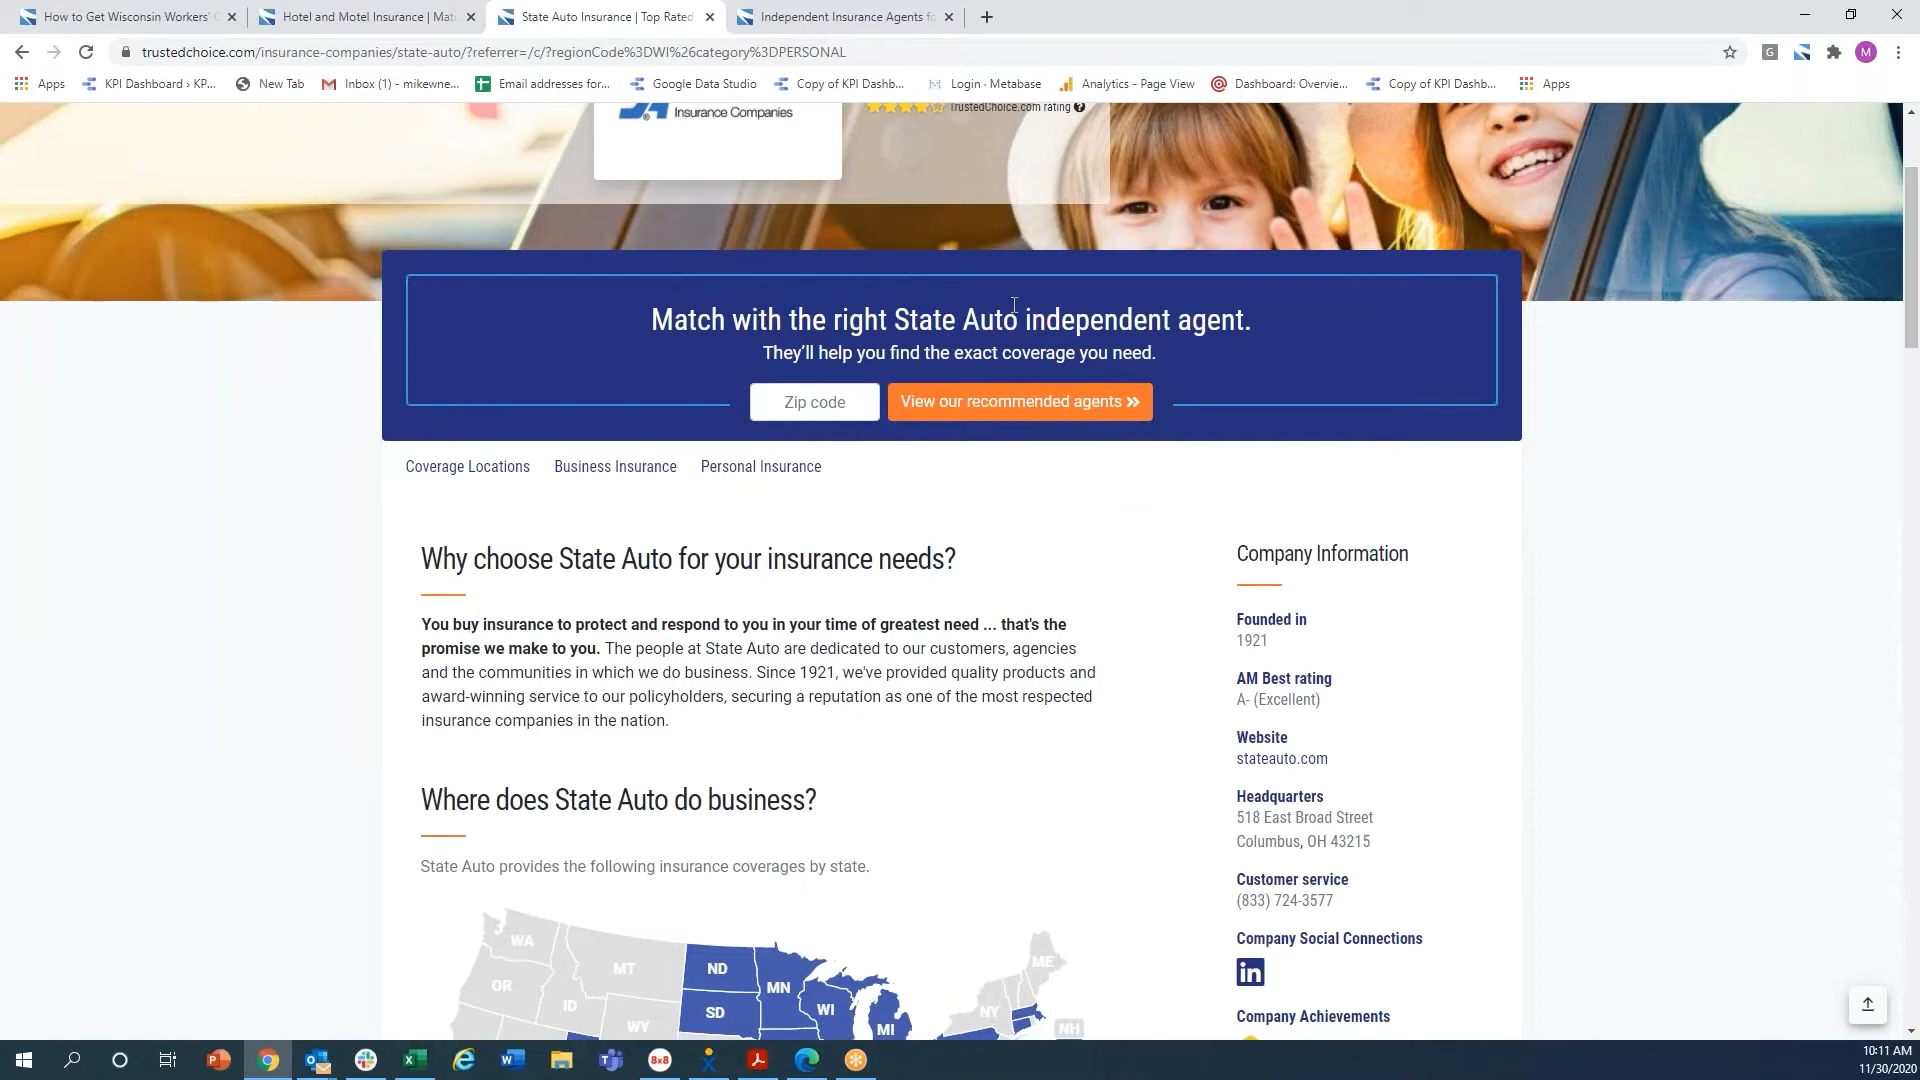 How to Get Wisconsin Workers'
Hotel and Motel Insurance | Mat
State Auto Insurance | Top Rated
Independent Insurance Agents fo
trustedchoice.com/insurance-companies/state-auto/?referrer=/c/?regionCode%3DWI%26category%3DPERSONAL
G
M
Apps
KPI Dashboard › KP...
New Tab
Inbox (1) - mikewne...
Email addresses for...
Google Data Studio
Copy of KPI Dashb...
Login · Metabase
Analytics - Page View
Dashboard: Overvie...
Copy of KPI Dashb...
Apps
Insurance Companies
TrustedChoice.com rating
Match with the right State Auto independent agent.
They'll help you find the exact coverage you need.
Zip code
View our recommended agents »
Coverage Locations
Business Insurance
Personal Insurance
Why choose State Auto for your insurance needs?
You buy insurance to protect and respond to you in your time of greatest need ... that's the
promise we make to you. The people at State Auto are dedicated to our customers, agencies
and the communities in which we do business. Since 1921, we've provided quality products and
award-winning service to our policyholders, securing a reputation as one of the most respected
insurance companies in the nation.
Where does State Auto do business?
State Auto provides the following insurance coverages by state.
WA
MT
ND
OR
ID
SD
MN
WY
WI
MI
NY
ME
NH
Company Information
Founded in
1921
AM Best rating
A- (Excellent)
Website
stateauto.com
Headquarters
518 East Broad Street
Columbus, OH 43215
Customer service
(833) 724-3577
Company Social Connections
in
Company Achievements
8x8
10:11 AM
11/30/2020